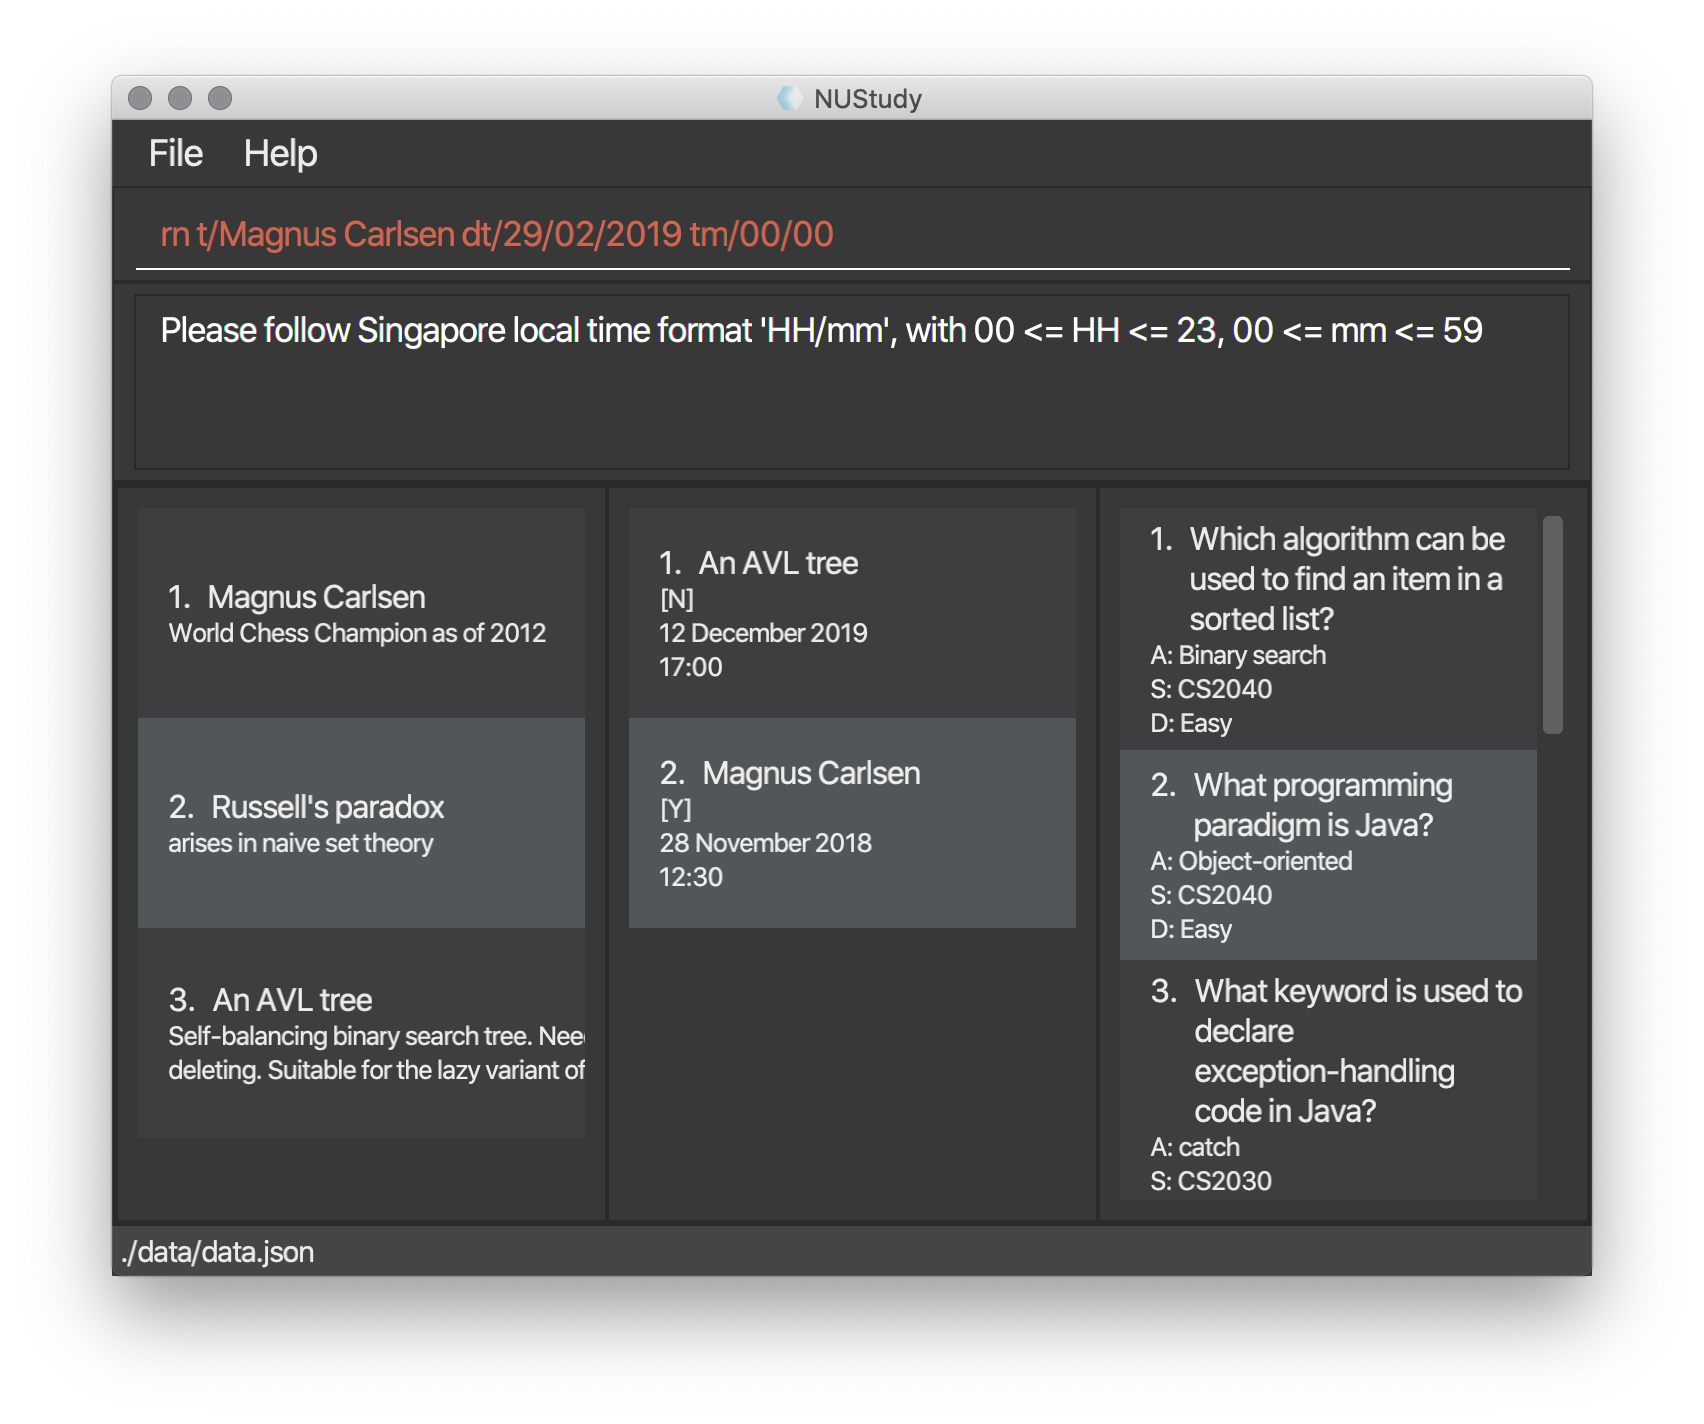 NUStudy
File Help
rn t/Magnus Carlsen dt/29/02/2019 tm/00/00
Please follow Singapore local time format 'HH/mm', with 00 <= HH <= 23, 00 <= mm <= 59
1. Magnus Carlsen
World Chess Champion as of 2012
2. Russell's paradox
arises in naive set theory
3. An AVL tree
Self-balancing binary search tree.
deleting. Suitable for the lazy variant of
1. An AVL tree
[N]
12 December 2019
17:00
2. Magnus Carlsen
[Y]
28 November 2018
12:30
1. Which algorithm can be
used to find an item in a
sorted list?
A: Binary search
S: CS2040
D: Easy
2. What programming
paradigm is Java?
A: Object-oriented
S: CS2040
D: Easy
3. What keyword is used to
declare
exception-handling
code in Java?
A: catch
S: CS2030
./data/data.json